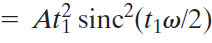 = At₁² sinc²(t₁ω/2)